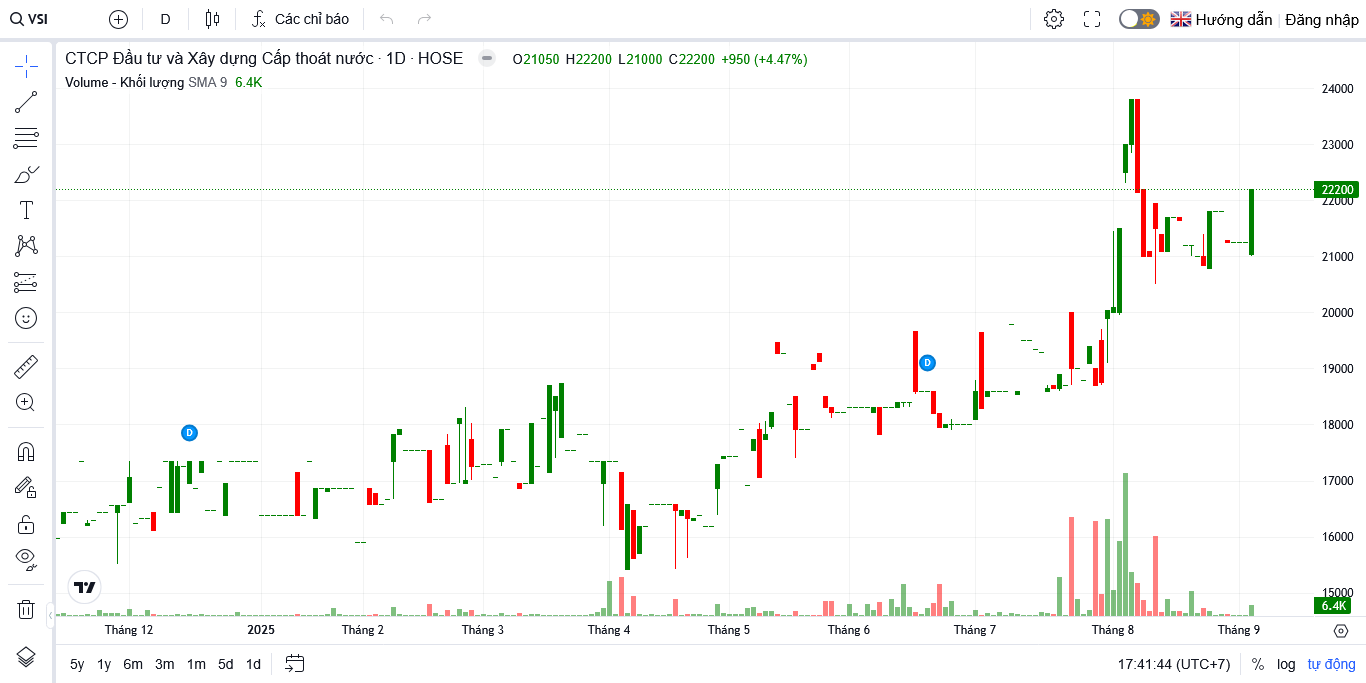 VSI D Các chỉ báo Hướng dẫn Đăng nhập
CTCP Đầu tư và Xây dựng Cấp thoát nước · 1D · HOSE O21050 H22200 L21000 C22200 +950 (+4.47%)
Volume - Khối lượng SMA 9 6.4K
24000
23000
22200
22000
21000
20000
19000
D
18000
D
17000
16000
15000
6.4K
Tháng 12 2025 Tháng 2 Tháng 3 Tháng 4 Tháng 5 Tháng 6 Tháng 7 Tháng 8 Tháng 9
5y 1y 6m 3m 1m 5d 1d 17:41:44 (UTC+7) % log tự động